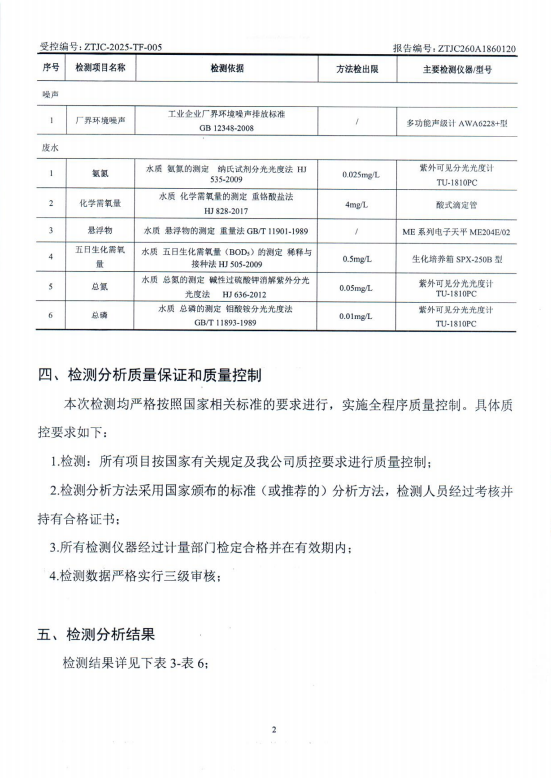 受控编号: ZTJC-2025-TF-005
报告编号: ZTJC260A1860120
序号 检测项目名称 检测依据 方法检出限 主要检测仪器/型号
噪声
1 厂界环境噪声 工业企业厂界环境噪声排放标准 / 多功能声级计 AWA6228+型
GB 12348-2008
废水
1 氨氮 水质 氨氮的测定 纳氏试剂分光光度法 HJ 0.025mg/L 紫外可见分光光度计
535-2009 TU-1810PC
2 化学需氧量 水质 化学需氧量的测定 重铬酸盐法 4mg/L 酸式滴定管
HJ 828-2017
3 悬浮物 水质 悬浮物的测定 重量法 GB/T 11901-1989 / ME 系列电子天平 ME204E/02
4 五日生化需氧 水质 五日生化需氧量（BOD₅）的测定 稀释与 0.5mg/L 生化培养箱 SPX-250B 型
量 接种法 HJ 505-2009
5 总氮 水质 总氮的测定 碱性过硫酸钾消解紫外分光 0.05mg/L 紫外可见分光光度计
光度法 HJ 636-2012 TU-1810PC
6 总磷 水质 总磷的测定 钼酸铵分光光度法 0.01mg/L 紫外可见分光光度计
GB/T 11893-1989 TU-1810PC
四、检测分析质量保证和质量控制
本次检测均严格按照国家相关标准的要求进行，实施全程序质量控制。具体质
控要求如下：
1.检测：所有项目按国家有关规定及我公司质控要求进行质量控制；
2.检测分析方法采用国家颁布的标准（或推荐的）分析方法，检测人员经过考核并
持有合格证书；
3.所有检测仪器经过计量部门检定合格并在有效期内；
4.检测数据严格实行三级审核；
五、检测分析结果
检测结果详见下表 3-表 6；
2